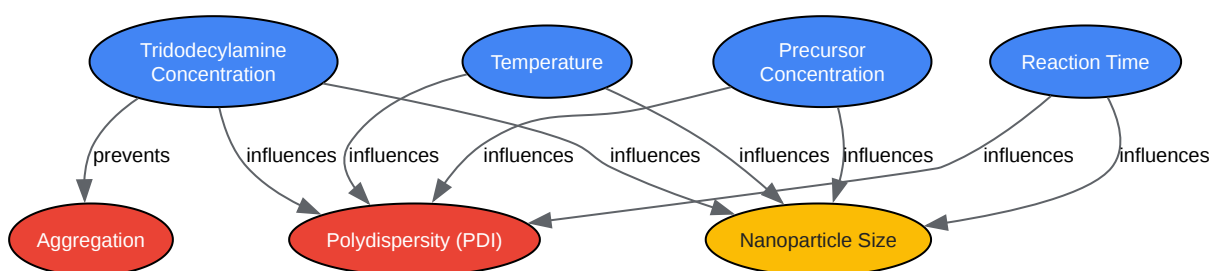 Tridodecylamine
Concentration
Temperature
Precursor
Concentration
Reaction Time
prevents
influences
influences
influences
influences
influences
influences
influences
influences
Aggregation
Polydispersity (PDI)
Nanoparticle Size